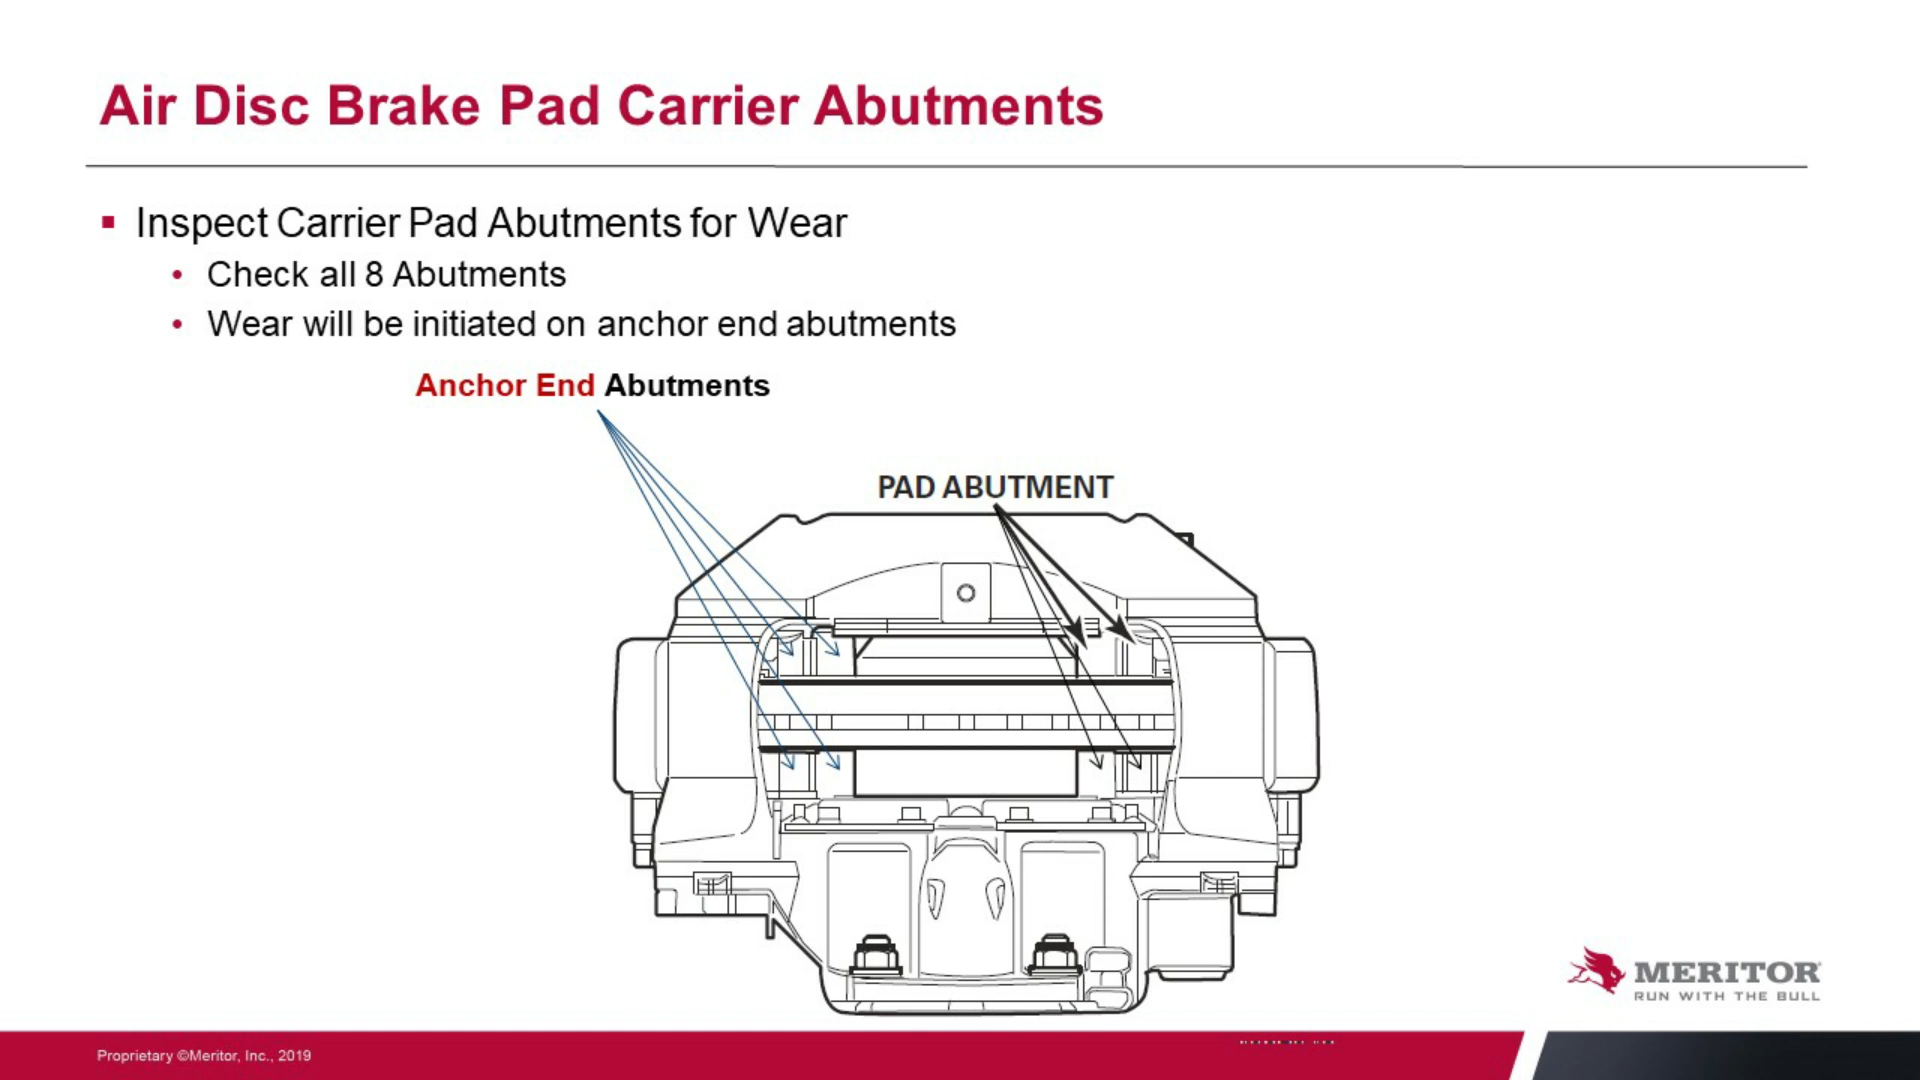 Air Disc Brake Pad Carrier Abutments
Inspect Carrier Pad Abutments for Wear
Check all 8 Abutments
Wear will be initiated on anchor end abutments
Anchor End Abutments
PAD ABUTMENT
MERITOR
RUN WITH THE BULL
Proprietary ©Meritor, Inc., 2019